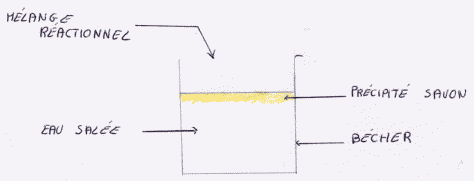 MÉLANGE
RÉACTIONNEL
PRÉCIPITÉ SAVON
EAU SALÉE
BÉCHER